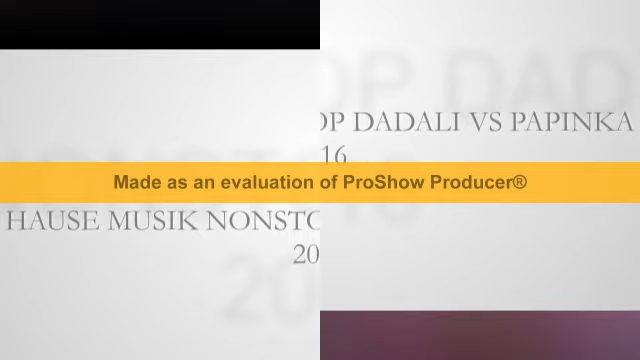 OP DADALI VS PAPINKA
16
Made as an evaluation of ProShow Producer®
HAUSE MUSIK NONSTO
20